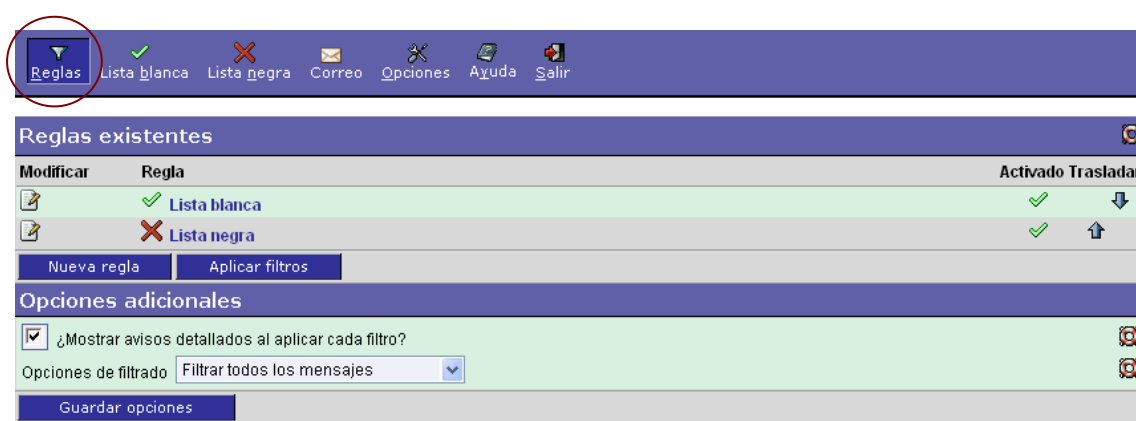 Reglas Lista blanca Lista negra Correo Opciones Ayuda Salir
Reglas existentes
Modificar Regla Activado Trasladar
Lista blanca
Lista negra
Nueva regla Aplicar filtros
Opciones adicionales
¿Mostrar avisos detallados al aplicar cada filtro?
Opciones de filtrado Filtrar todos los mensajes
Guardar opciones